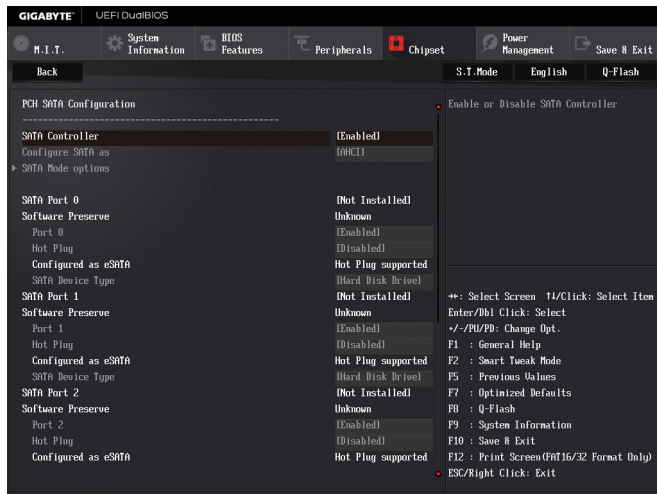 GIGABYTE™ UEFI DualBIOS
M.I.T.
System Information
BIOS Features
Peripherals
Chipset
Power Management
Save & Exit
Back
S.T.Mode English Q-Flash
PCH SATA Configuration
------------------------------------------------
SATA Controller [Enabled]
Configure SATA as [AHCI]
SATA Mode options
SATA Port 0 [Not Installed]
Software Preserve Unknown
Port 0 [Enabled]
Hot Plug [Disabled]
Configured as eSATA Hot Plug supported
SATA Device Type [Hard Disk Drive]
SATA Port 1 [Not Installed]
Software Preserve Unknown
Port 1 [Enabled]
Hot Plug [Disabled]
Configured as eSATA Hot Plug supported
SATA Device Type [Hard Disk Drive]
SATA Port 2 [Not Installed]
Software Preserve Unknown
Port 2 [Enabled]
Hot Plug [Disabled]
Configured as eSATA Hot Plug supported
Enable or Disable SATA Controller
→←: Select Screen ↑↓/Click: Select Item
Enter/Dbl Click: Select
+/-/PU/PD: Change Opt.
F1 : General Help
F2 : Smart Tweak Mode
F5 : Previous Values
F7 : Optimized Defaults
F8 : Q-Flash
F9 : System Information
F10 : Save & Exit
F12 : Print Screen(FAT16/32 Format Only)
ESC/Right Click: Exit